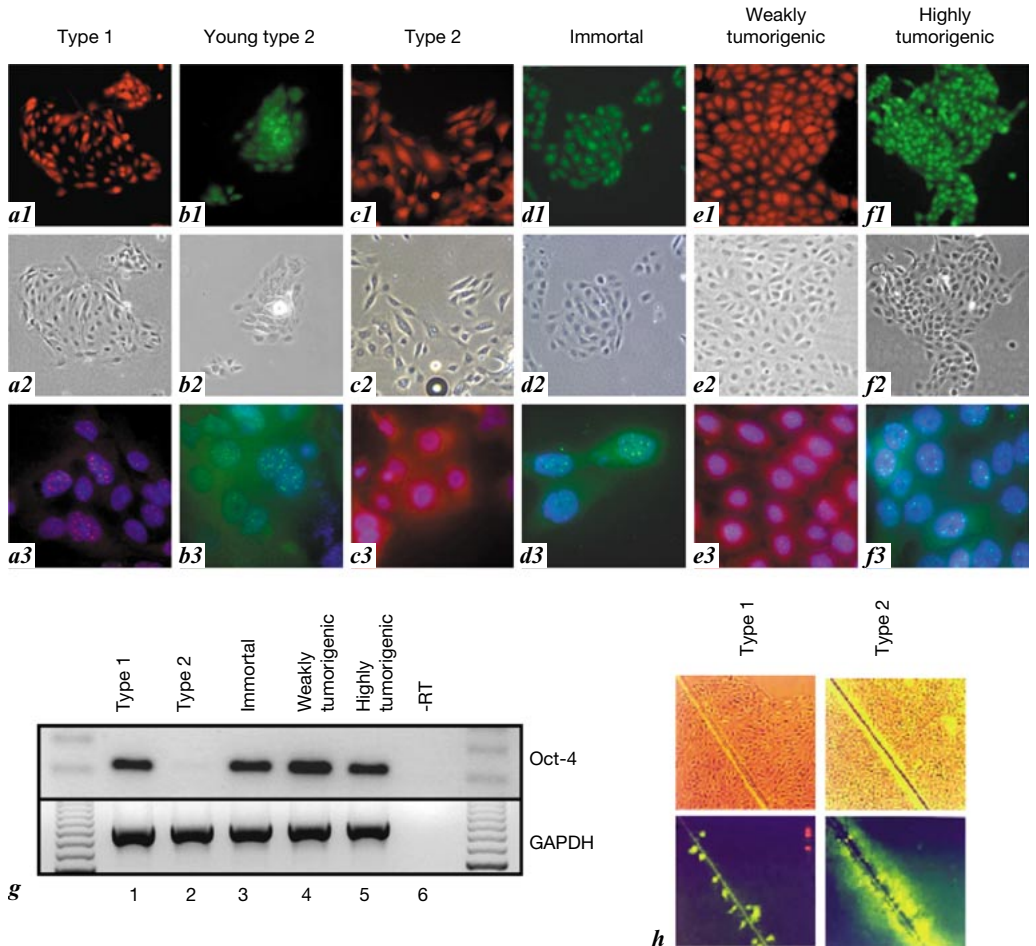 Type 1
Young type 2
Type 2
Immortal
Weakly
tumorigenic
Highly
tumorigenic
a1
b1
c1
d1
e1
f1
a2
b2
c2
d2
e2
f2
a3
b3
c3
d3
e3
f3
Type 1
Type 2
Immortal
Weakly
tumorigenic
Highly
tumorigenic
-RT
Oct-4
GAPDH
1
2
3
4
5
6
g
Type 1
Type 2
h